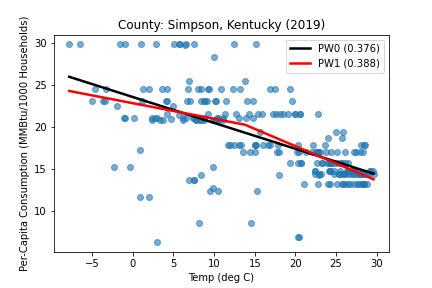 County: Simpson, Kentucky (2019)
PW0 (0.376)
PW1 (0.388)
Per-Capita Consumption (MMBtu/1000 Households)
30
25
20
15
10
−5
0
5
10
15
20
25
30
Temp (deg C)